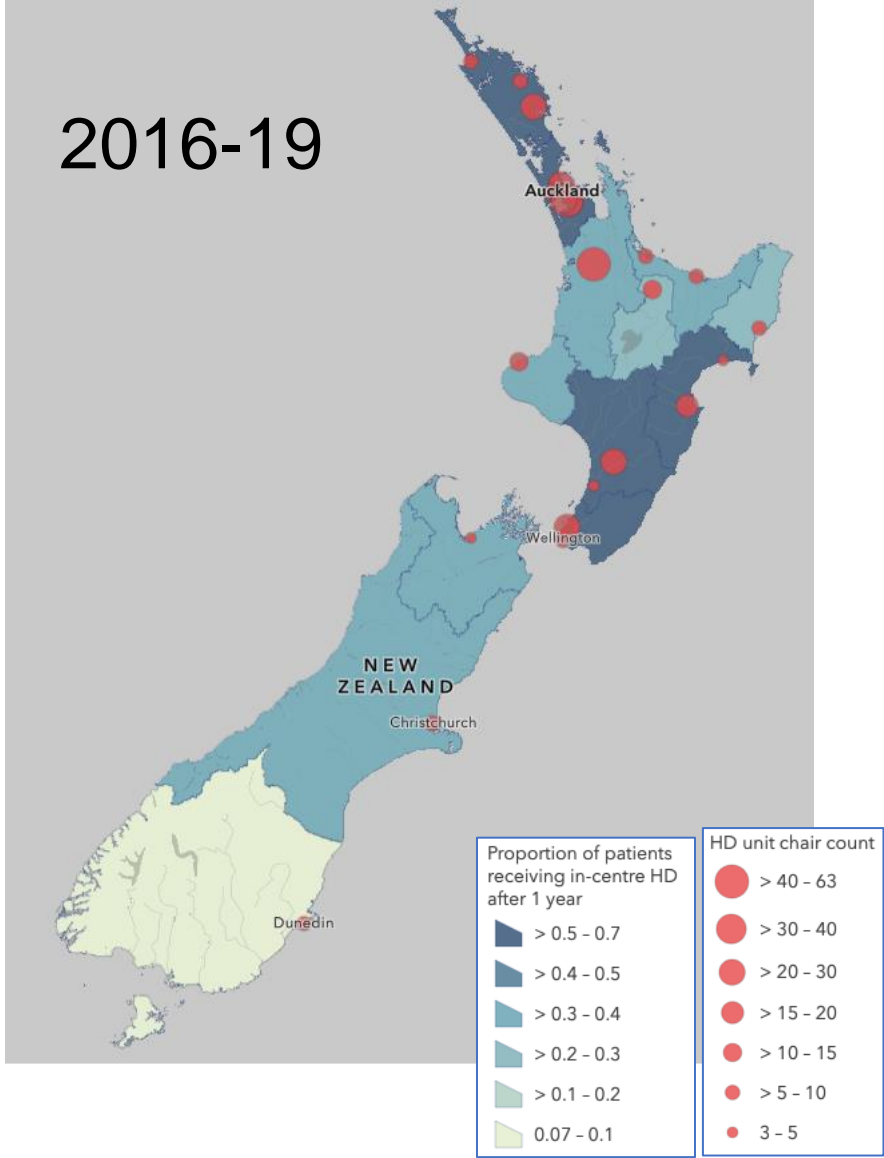 2016-19
Auckland
Wellington
NEW
ZEALAND
Christchurch
Dunedin
Proportion of patients
receiving in-centre HD
after 1 year
> 0.5 – 0.7
> 0.4 – 0.5
> 0.3 – 0.4
> 0.2 – 0.3
> 0.1 – 0.2
0.07 – 0.1
HD unit chair count
> 40 – 63
> 30 – 40
> 20 – 30
> 15 – 20
> 10 – 15
> 5 – 10
3 – 5